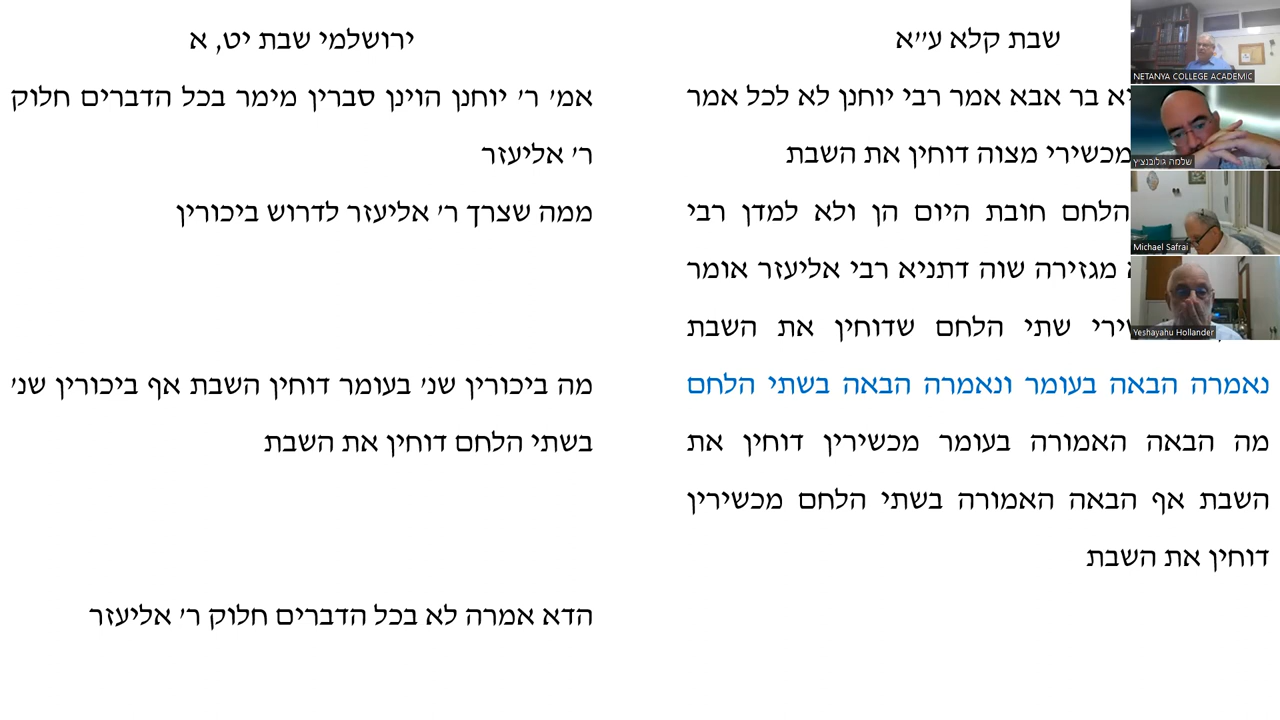 שבת קלא ע״א
יא בר אבא אמר רבי יוחנן לא לכל אמר
מכשירי מצוה דוחין את השבת
הלחם חובת היום הן ולא למדן רבי
מגזירה שוה דתניא רבי אליעזר אומר
שירי שתי הלחם שדוחין את השבת
נאמרה הבאה בעומר ונאמרה הבאה בשתי הלחם
מה הבאה האמורה בעומר מכשירין דוחין את
השבת אף הבאה האמורה בשתי הלחם מכשירין
דוחין את השבת
ירושלמי שבת יט, א
אמ׳ ר׳ יוחנן הוינן סברין מימר בכל הדברים חלוק
ר׳ אליעזר
ממה שצרך ר׳ אליעזר לדרוש ביכורין
מה ביכורין שנ׳ בעומר דוחין השבת אף ביכורין שנ׳
בשתי הלחם דוחין את השבת
הדא אמרה לא בכל הדברים חלוק ר׳ אליעזר
NETANYA COLLEGE ACADEMIC
שלמה גולובנציץ
Michael Safrai
Yeshayahu Hollander